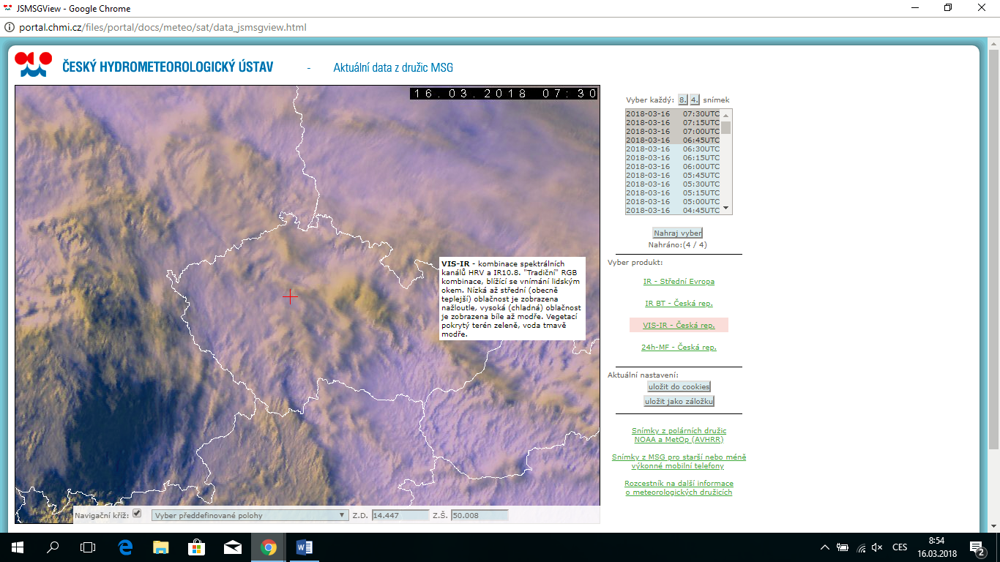 JSMSGView - Google Chrome
portal.chmi.cz/files/portal/docs/meteo/sat/data_jsmsgview.html
ČESKÝ HYDROMETEOROLOGICKÝ ÚSTAV - Aktuální data z družic MSG
16.03.2018 07:30
VIS-IR - kombinace spektrálních
kanálů HRV a IR10.8. "Tradiční" RGB
kombinace, blížící se vnímání lidským
okem. Nízká až střední (obecně
teplejší) oblačnost je zobrazena
nažloutle, vysoká (chladná) oblačnost
je zobrazena bíle až modře. Vegetací
pokrytý terén zeleně, voda tmavě
modře.
Navigační kříž: Vyber předdefinované polohy Z.D. 14.447 Z.Š. 50.008
Vyber každý: 8. 4. snímek
2018-03-16 07:30UTC
2018-03-16 07:15UTC
2018-03-16 07:00UTC
2018-03-16 06:45UTC
2018-03-16 06:30UTC
2018-03-16 06:15UTC
2018-03-16 06:00UTC
2018-03-16 05:45UTC
2018-03-16 05:30UTC
2018-03-16 05:15UTC
2018-03-16 05:00UTC
2018-03-16 04:45UTC
Nahraj vyber
Nahráno:(4 / 4)
Vyber produkt:
IR - Střední Evropa
IR BT - Česká rep.
VIS-IR - Česká rep.
24h-MF - Česká rep.
Aktuální nastavení:
uložit do cookies
uložit jako záložku
Snímky z polárních družic
NOAA a MetOp (AVHRR)
Snímky z MSG pro starší nebo méně
výkonné mobilní telefony
Rozcestník na další informace
o meteorologických družicích
CES
8:54
16.03.2018
2